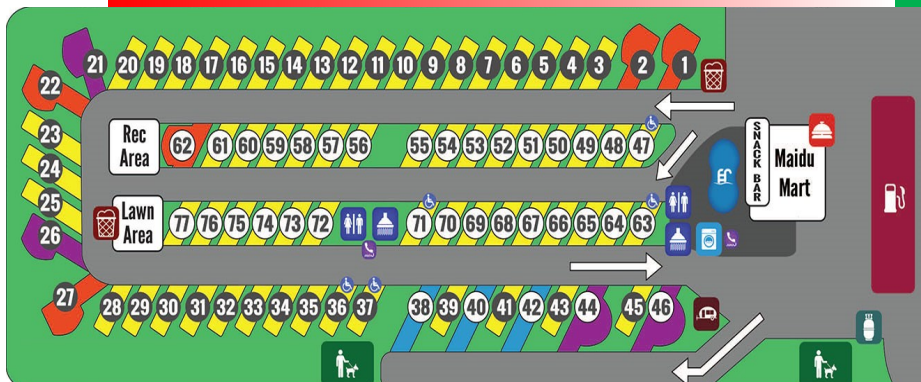 21 20 19 18 17 16 15 14 13 12 11 10 9 8 7 6 5 4 3 2 1
22
23
24
25
26
27
Rec
Area
62 61 60 59 58 57 56 55 54 53 52 51 50 49 48 47
SNACK BAR
Maidu
Mart
Lawn
Area
77 76 75 74 73 72 71 70 69 68 67 66 65 64 63
28 29 30 31 32 33 34 35 36 37 38 39 40 41 42 43 44 45 46